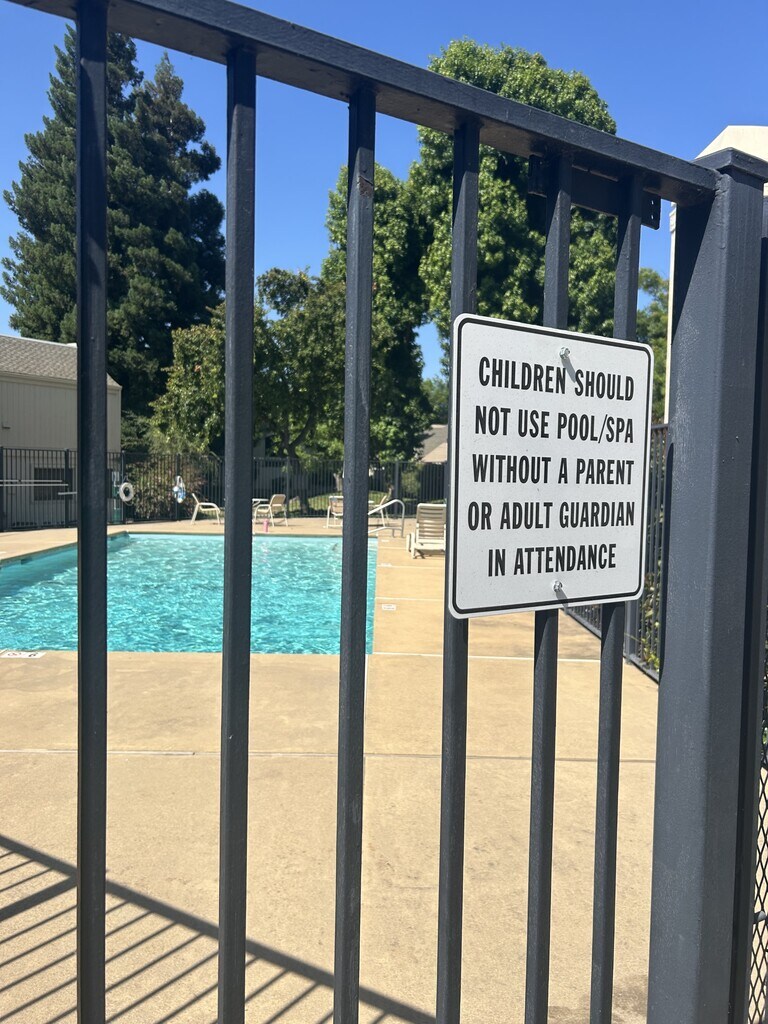 CHILDREN SHOULD
NOT USE POOL/SPA
WITHOUT A PARENT
OR ADULT GUARDIAN
IN ATTENDANCE